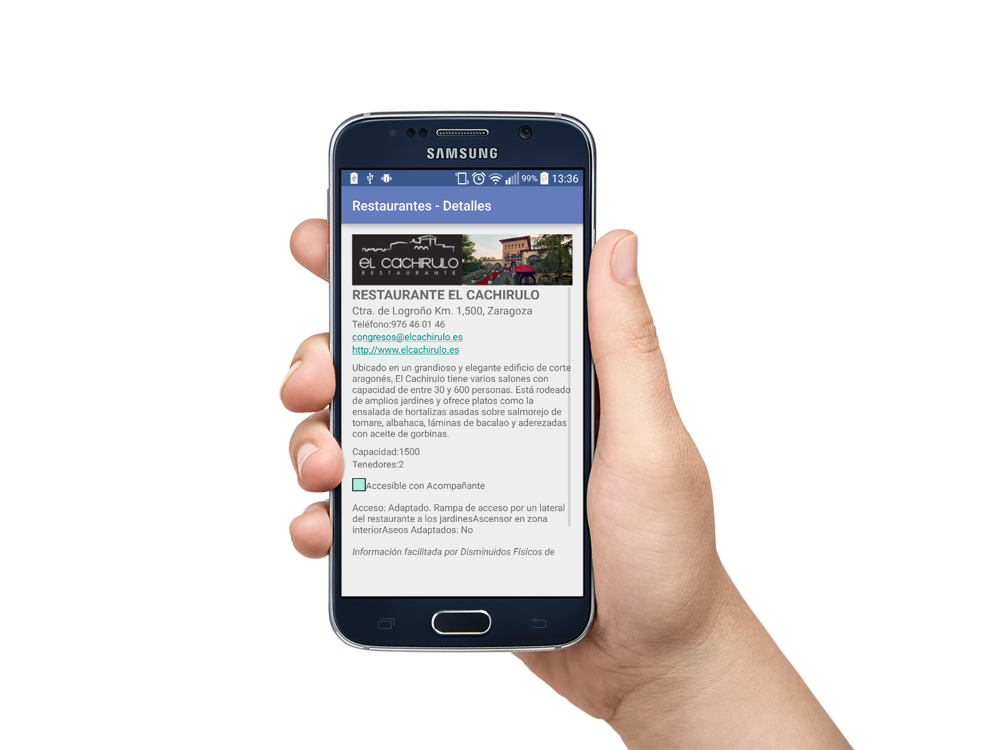 SAMSUNG
99% 13:36
Restaurantes - Detalles
EL CACHIRULO
RESTAURANTE
RESTAURANTE EL CACHIRULO
Ctra. de Logroño Km. 1,500, Zaragoza
Teléfono:976 46 01 46
congresos@elcachirulo.es
http://www.elcachirulo.es
Ubicado en un grandioso y elegante edificio de corte
aragonés, El Cachirulo tiene varios salones con
capacidad de entre 30 y 600 personas. Está rodeado
de amplios jardines y ofrece platos como la
ensalada de hortalizas asadas sobre salmorejo de
tomare, albahaca, láminas de bacalao y aderezadas
con aceite de gorbinas.
Capacidad:1500
Tenedores:2
Accesible con Acompañante
Acceso: Adaptado. Rampa de acceso por un lateral
del restaurante a los jardinesAscensor en zona
interiorAseos Adaptados: No
Información facilitada por Disminuidos Físicos de